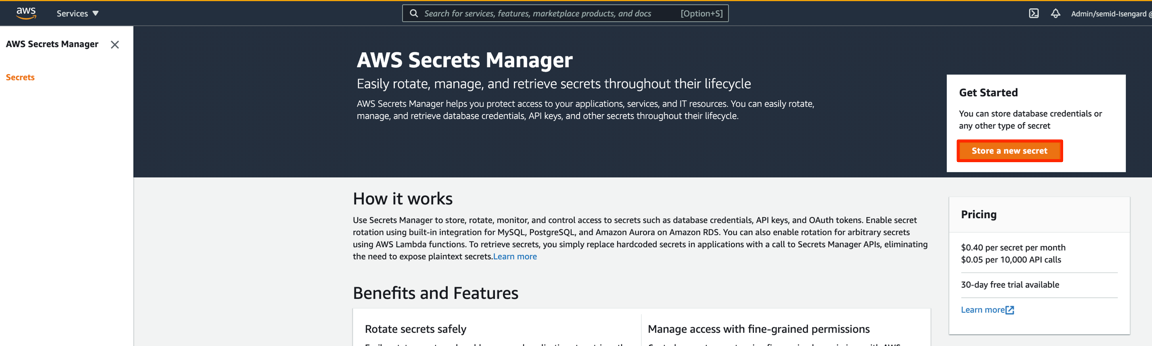 aws
Services ▼
Search for services, features, marketplace products, and docs
[Option+S]
Admin/semid-Isengard @
AWS Secrets Manager
Secrets
AWS Secrets Manager
Easily rotate, manage, and retrieve secrets throughout their lifecycle
AWS Secrets Manager helps you protect access to your applications, services, and IT resources. You can easily rotate,
manage, and retrieve database credentials, API keys, and other secrets throughout their lifecycle.
Get Started
You can store database credentials or
any other type of secret
Store a new secret
How it works
Use Secrets Manager to store, rotate, monitor, and control access to secrets such as database credentials, API keys, and OAuth tokens. Enable secret
rotation using built-in integration for MySQL, PostgreSQL, and Amazon Aurora on Amazon RDS. You can also enable rotation for arbitrary secrets
using AWS Lambda functions. To retrieve secrets, you simply replace hardcoded secrets in applications with a call to Secrets Manager APIs, eliminating
the need to expose plaintext secrets.Learn more
Pricing
$0.40 per secret per month
$0.05 per 10,000 API calls
30-day free trial available
Learn more
Benefits and Features
Rotate secrets safely
Manage access with fine-grained permissions